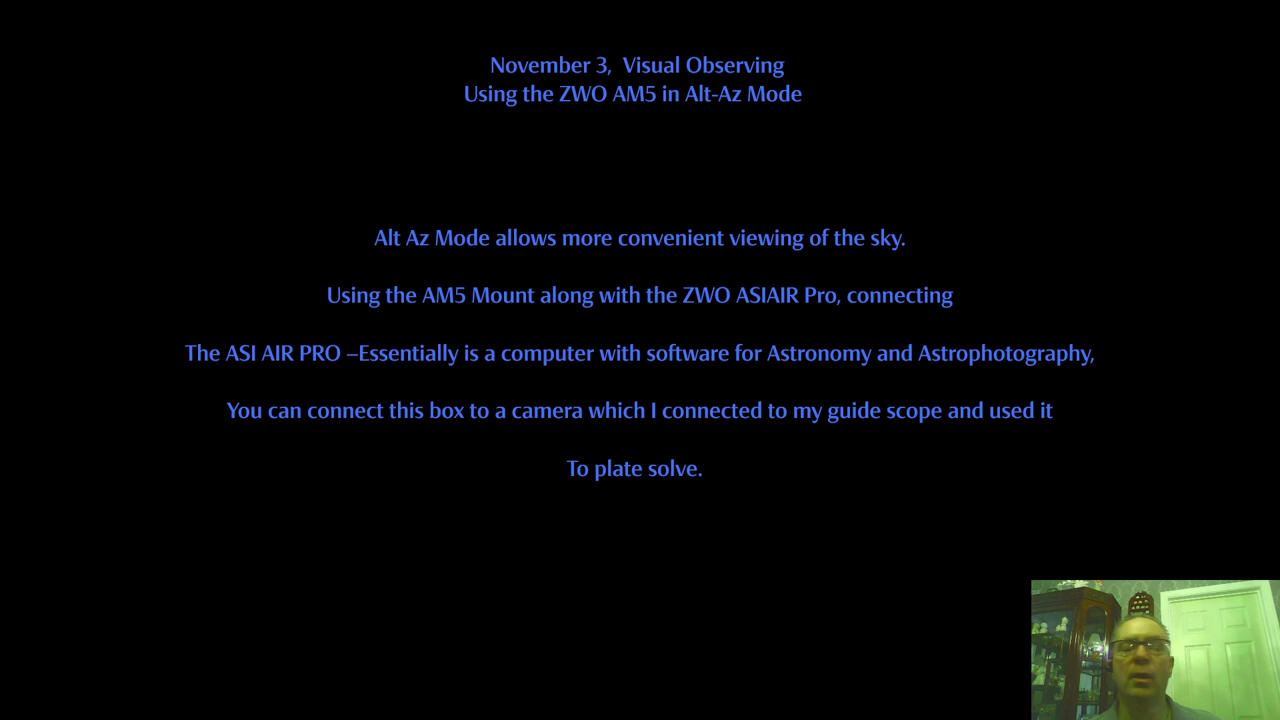 November 3,  Visual Observing
Using the ZWO AM5 in Alt-Az Mode
Alt Az Mode allows more convenient viewing of the sky.
Using the AM5 Mount along with the ZWO ASIAIR Pro, connecting
The ASI AIR PRO –Essentially is a computer with software for Astronomy and Astrophotography,
You can connect this box to a camera which I connected to my guide scope and used it
To plate solve.